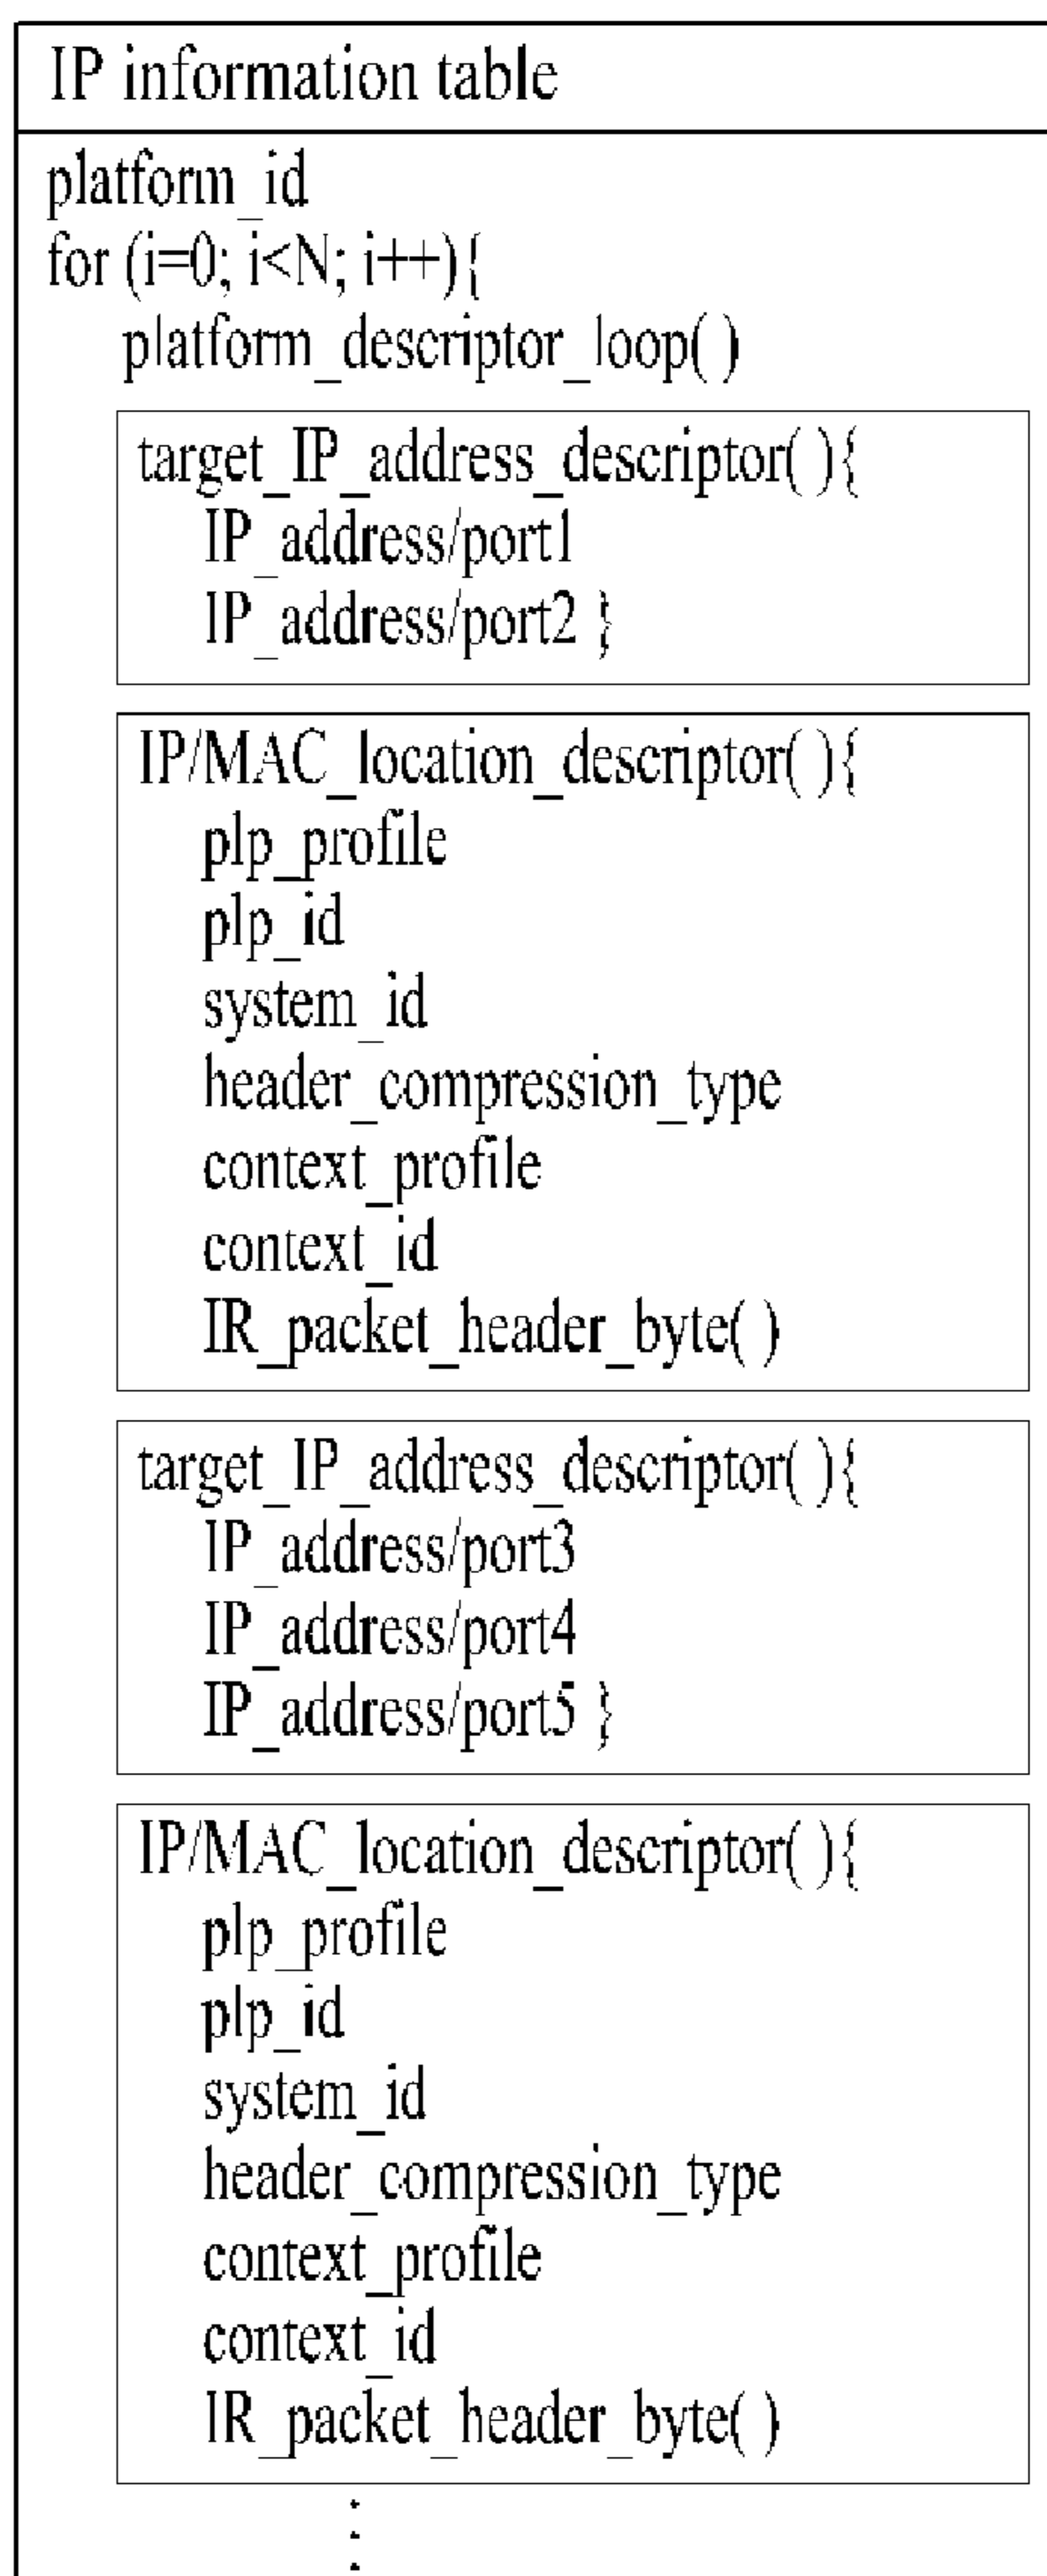 IP information table
platform_id
for (i=0; i<N; i++){
platform_descriptor_loop( )
target_IP_address_descriptor( ){
IP_address/port1
IP_address/port2 }
IP/MAC_location_descriptor( ){
plp_profile
plp_id
system_id
header_compression_type
context_profile
context_id
IR_packet_header_byte( )
target_IP_address_descriptor( ){
IP_address/port3
IP_address/port4
IP_address/port5 }
IP/MAC_location_descriptor( ){
plp_profile
plp_id
system_id
header_compression_type
context_profile
context_id
IR_packet_header_byte( )